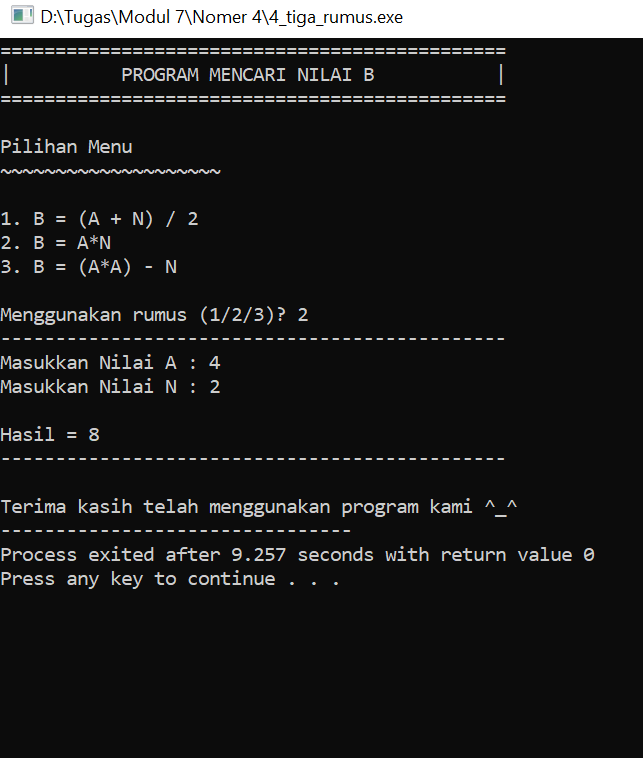 D:\Tugas\Modul 7\Nomer 4\4_tiga_rumus.exe
==============================================
|          PROGRAM MENCARI NILAI B           |
==============================================
Pilihan Menu
~~~~~~~~~~~~~~~~~~~~
1. B = (A + N) / 2
2. B = A*N
3. B = (A*A) - N
Menggunakan rumus (1/2/3)? 2
----------------------------------------------
Masukkan Nilai A : 4
Masukkan Nilai N : 2
Hasil = 8
----------------------------------------------
Terima kasih telah menggunakan program kami ^_^
--------------------------------
Process exited after 9.257 seconds with return value 0
Press any key to continue . . .